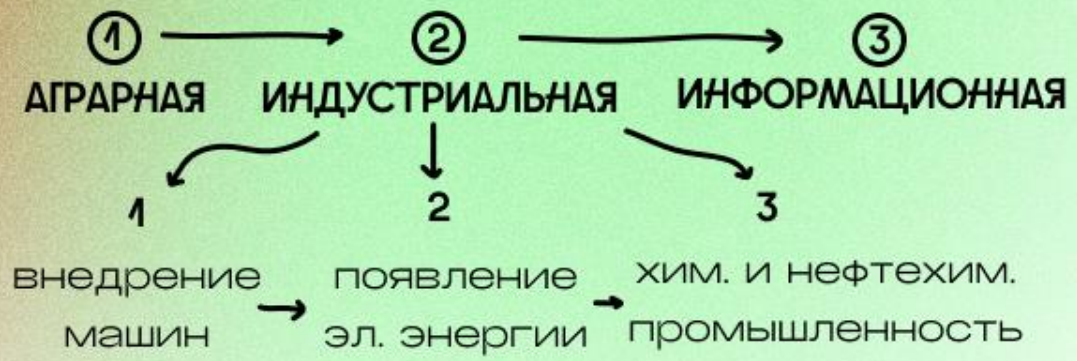 1 2 3
АГРАРНАЯ ИНДУСТРИАЛЬНАЯ ИНФОРМАЦИОННАЯ
1 2 3
внедрение появление хим. и нефтехим.
машин эл. энергии промышленность